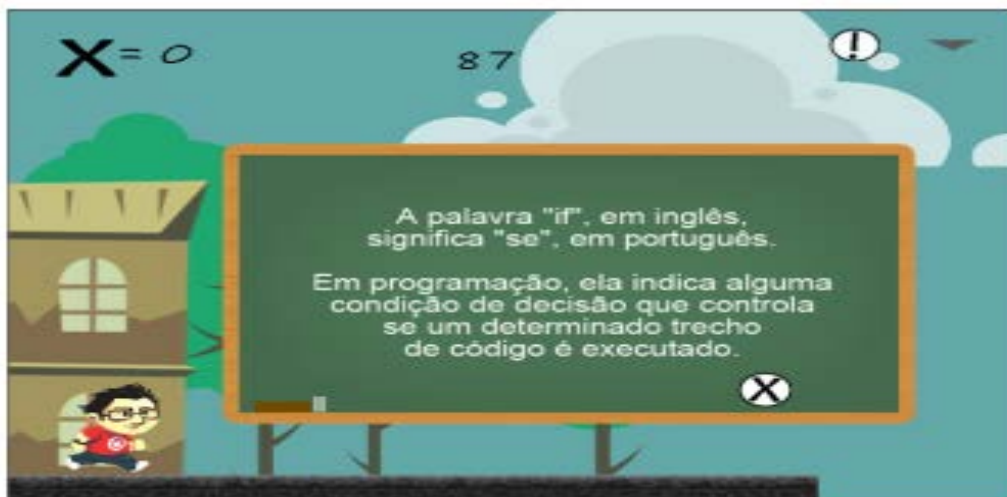 X = 0
87
!
A palavra "if", em inglês,
significa "se", em português.
Em programação, ela indica alguma
condição de decisão que controla
se um determinado trecho
de código é executado.
X